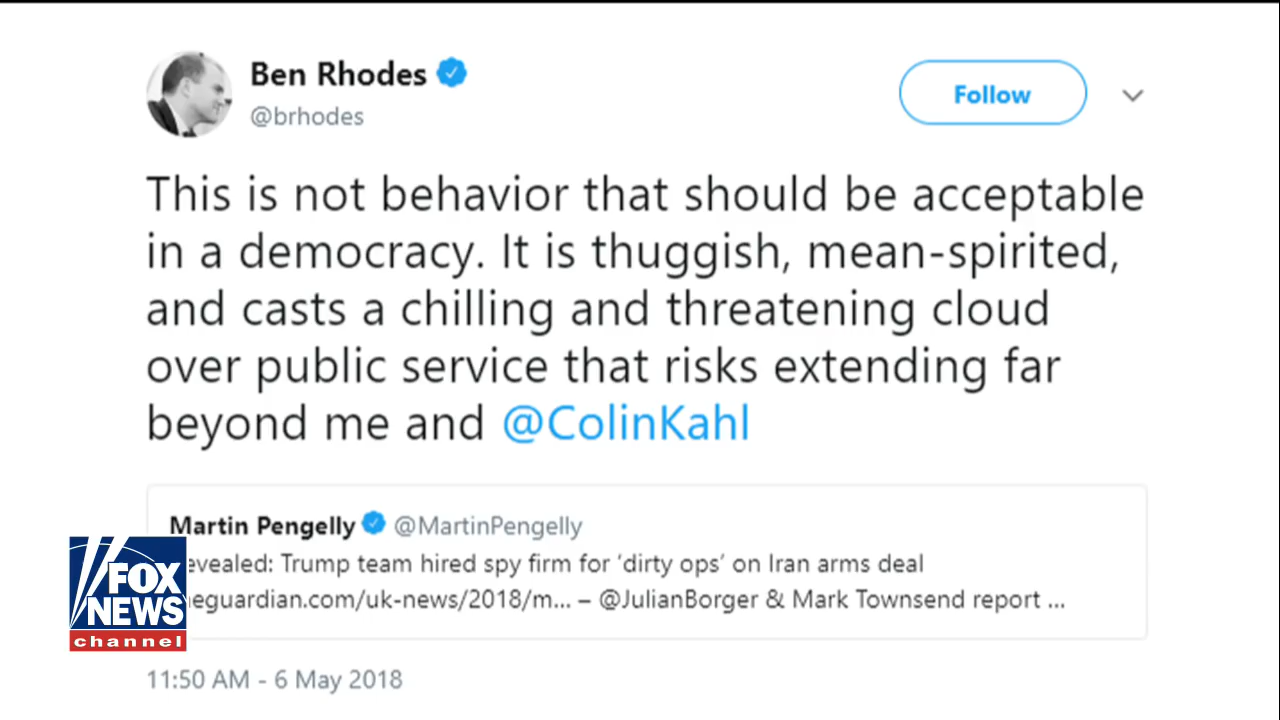 Ben Rhodes
@brhodes
Follow
This is not behavior that should be acceptable
in a democracy. It is thuggish, mean-spirited,
and casts a chilling and threatening cloud
over public service that risks extending far
beyond me and @ColinKahl
Martin Pengelly @MartinPengelly
evealed: Trump team hired spy firm for ‘dirty ops’ on Iran arms deal
eguardian.com/uk-news/2018/m... – @JulianBorger & Mark Townsend report ...
FOX
NEWS
channel
11:50 AM - 6 May 2018